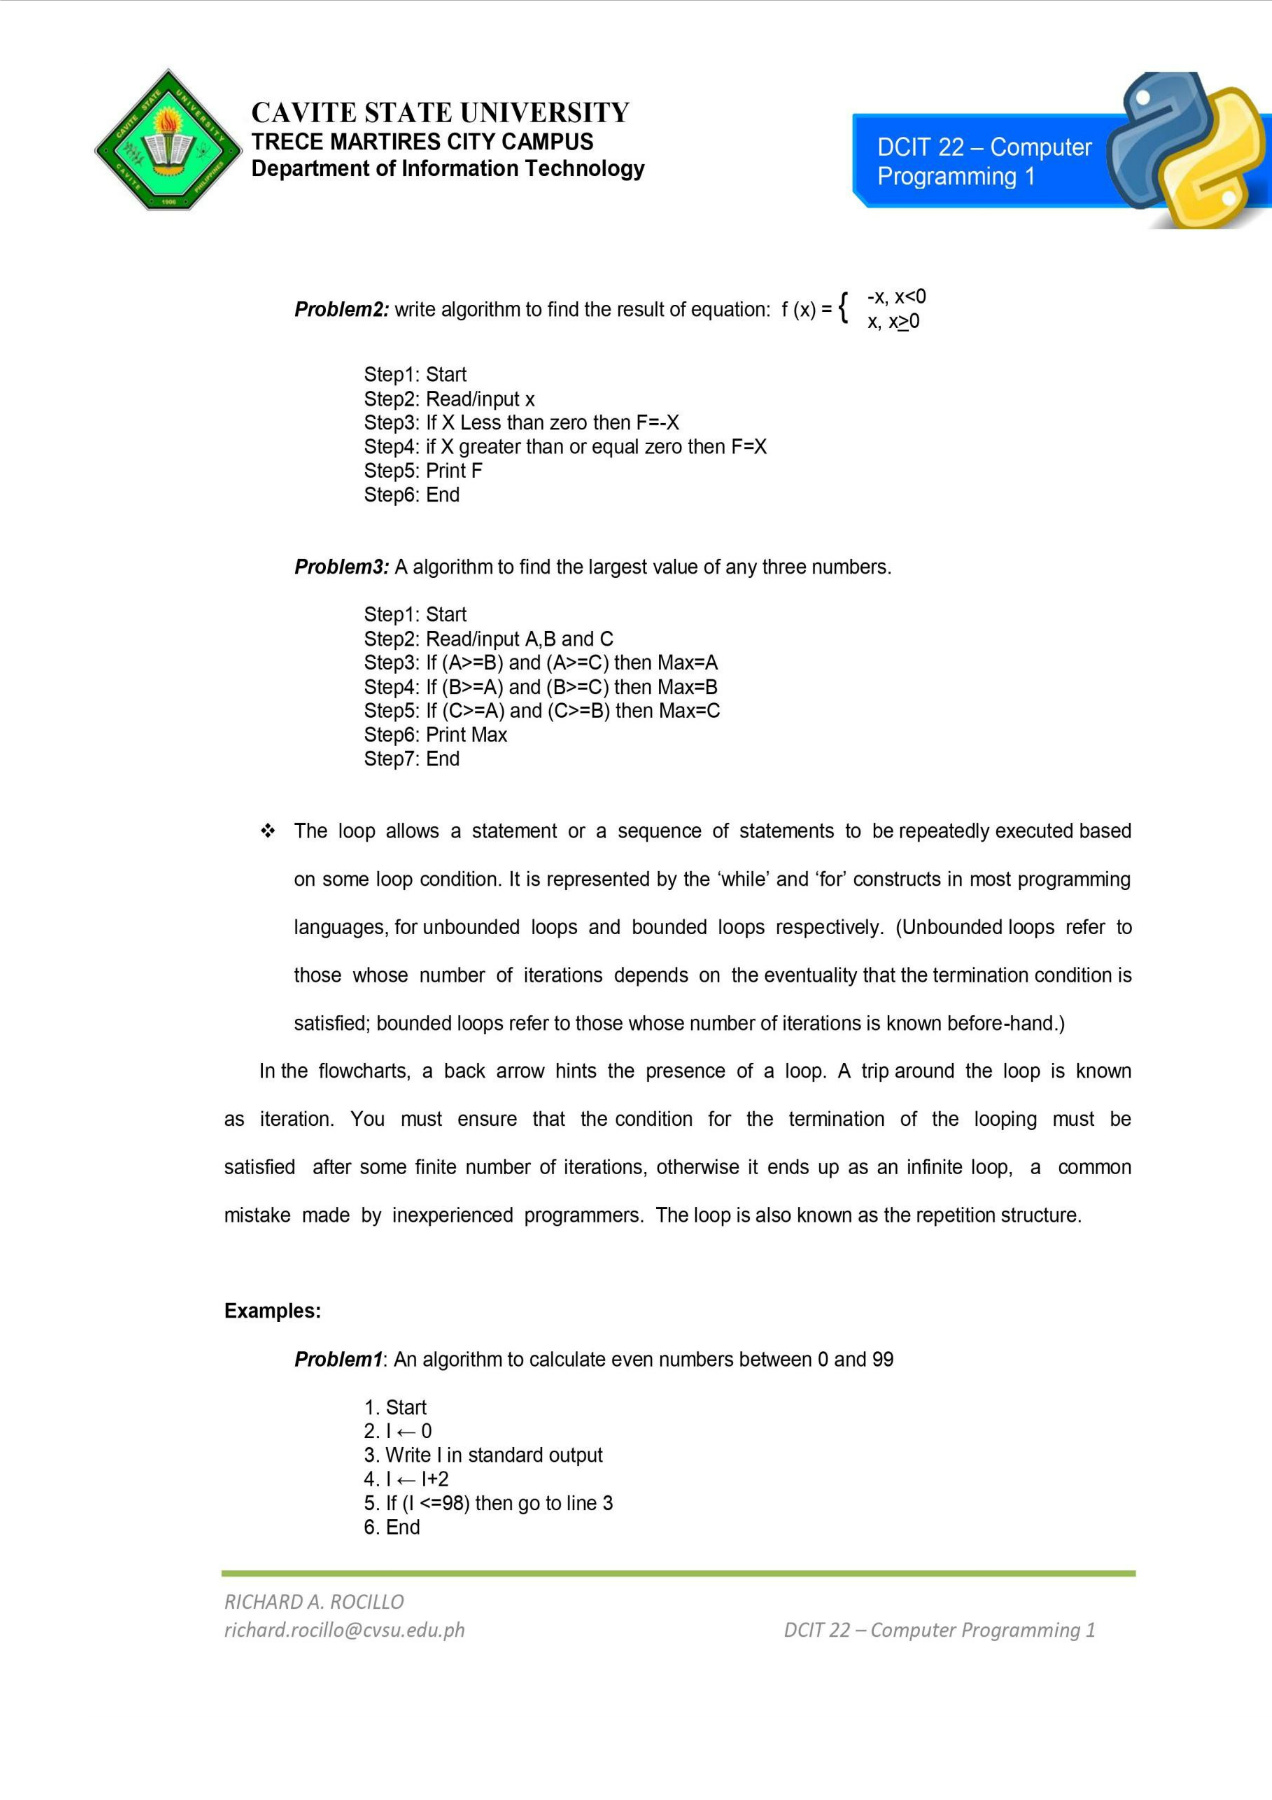 CAVITE STATE UNIVERSITY
TRECE MARTIRES CITY CAMPUS
Department of Information Technology
CAVITE STATE UNIVERSITY
CAVITE PHILIPPINES
1906
DCIT 22 – Computer
Programming 1
Problem2: write algorithm to find the result of equation: f (x) = { -x, x<0
x, x≥0
Step1: Start
Step2: Read/input x
Step3: If X Less than zero then F=-X
Step4: if X greater than or equal zero then F=X
Step5: Print F
Step6: End
Problem3: A algorithm to find the largest value of any three numbers.
Step1: Start
Step2: Read/input A,B and C
Step3: If (A>=B) and (A>=C) then Max=A
Step4: If (B>=A) and (B>=C) then Max=B
Step5: If (C>=A) and (C>=B) then Max=C
Step6: Print Max
Step7: End
❖ The loop allows a statement or a sequence of statements to be repeatedly executed based
on some loop condition. It is represented by the ‘while’ and ‘for’ constructs in most programming
languages, for unbounded loops and bounded loops respectively. (Unbounded loops refer to
those whose number of iterations depends on the eventuality that the termination condition is
satisfied; bounded loops refer to those whose number of iterations is known before-hand.)
In the flowcharts, a back arrow hints the presence of a loop. A trip around the loop is known
as iteration. You must ensure that the condition for the termination of the looping must be
satisfied after some finite number of iterations, otherwise it ends up as an infinite loop, a common
mistake made by inexperienced programmers. The loop is also known as the repetition structure.
Examples:
Problem1: An algorithm to calculate even numbers between 0 and 99
1. Start
2. I ← 0
3. Write I in standard output
4. I ← I+2
5. If (I <=98) then go to line 3
6. End
RICHARD A. ROCILLO
richard.rocillo@cvsu.edu.ph
DCIT 22 – Computer Programming 1